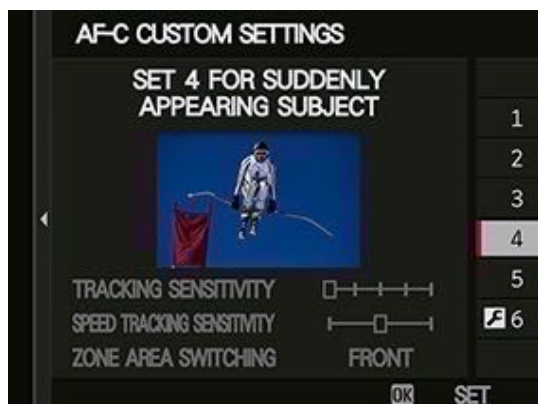 AF-C CUSTOM SETTINGS
SET 4 FOR SUDDENLY
APPEARING SUBJECT
1
2
3
4
5
6
TRACKING SENSITIVITY
SPEED TRACKING SENSITIVITY
ZONE AREA SWITCHING FRONT
OK SET